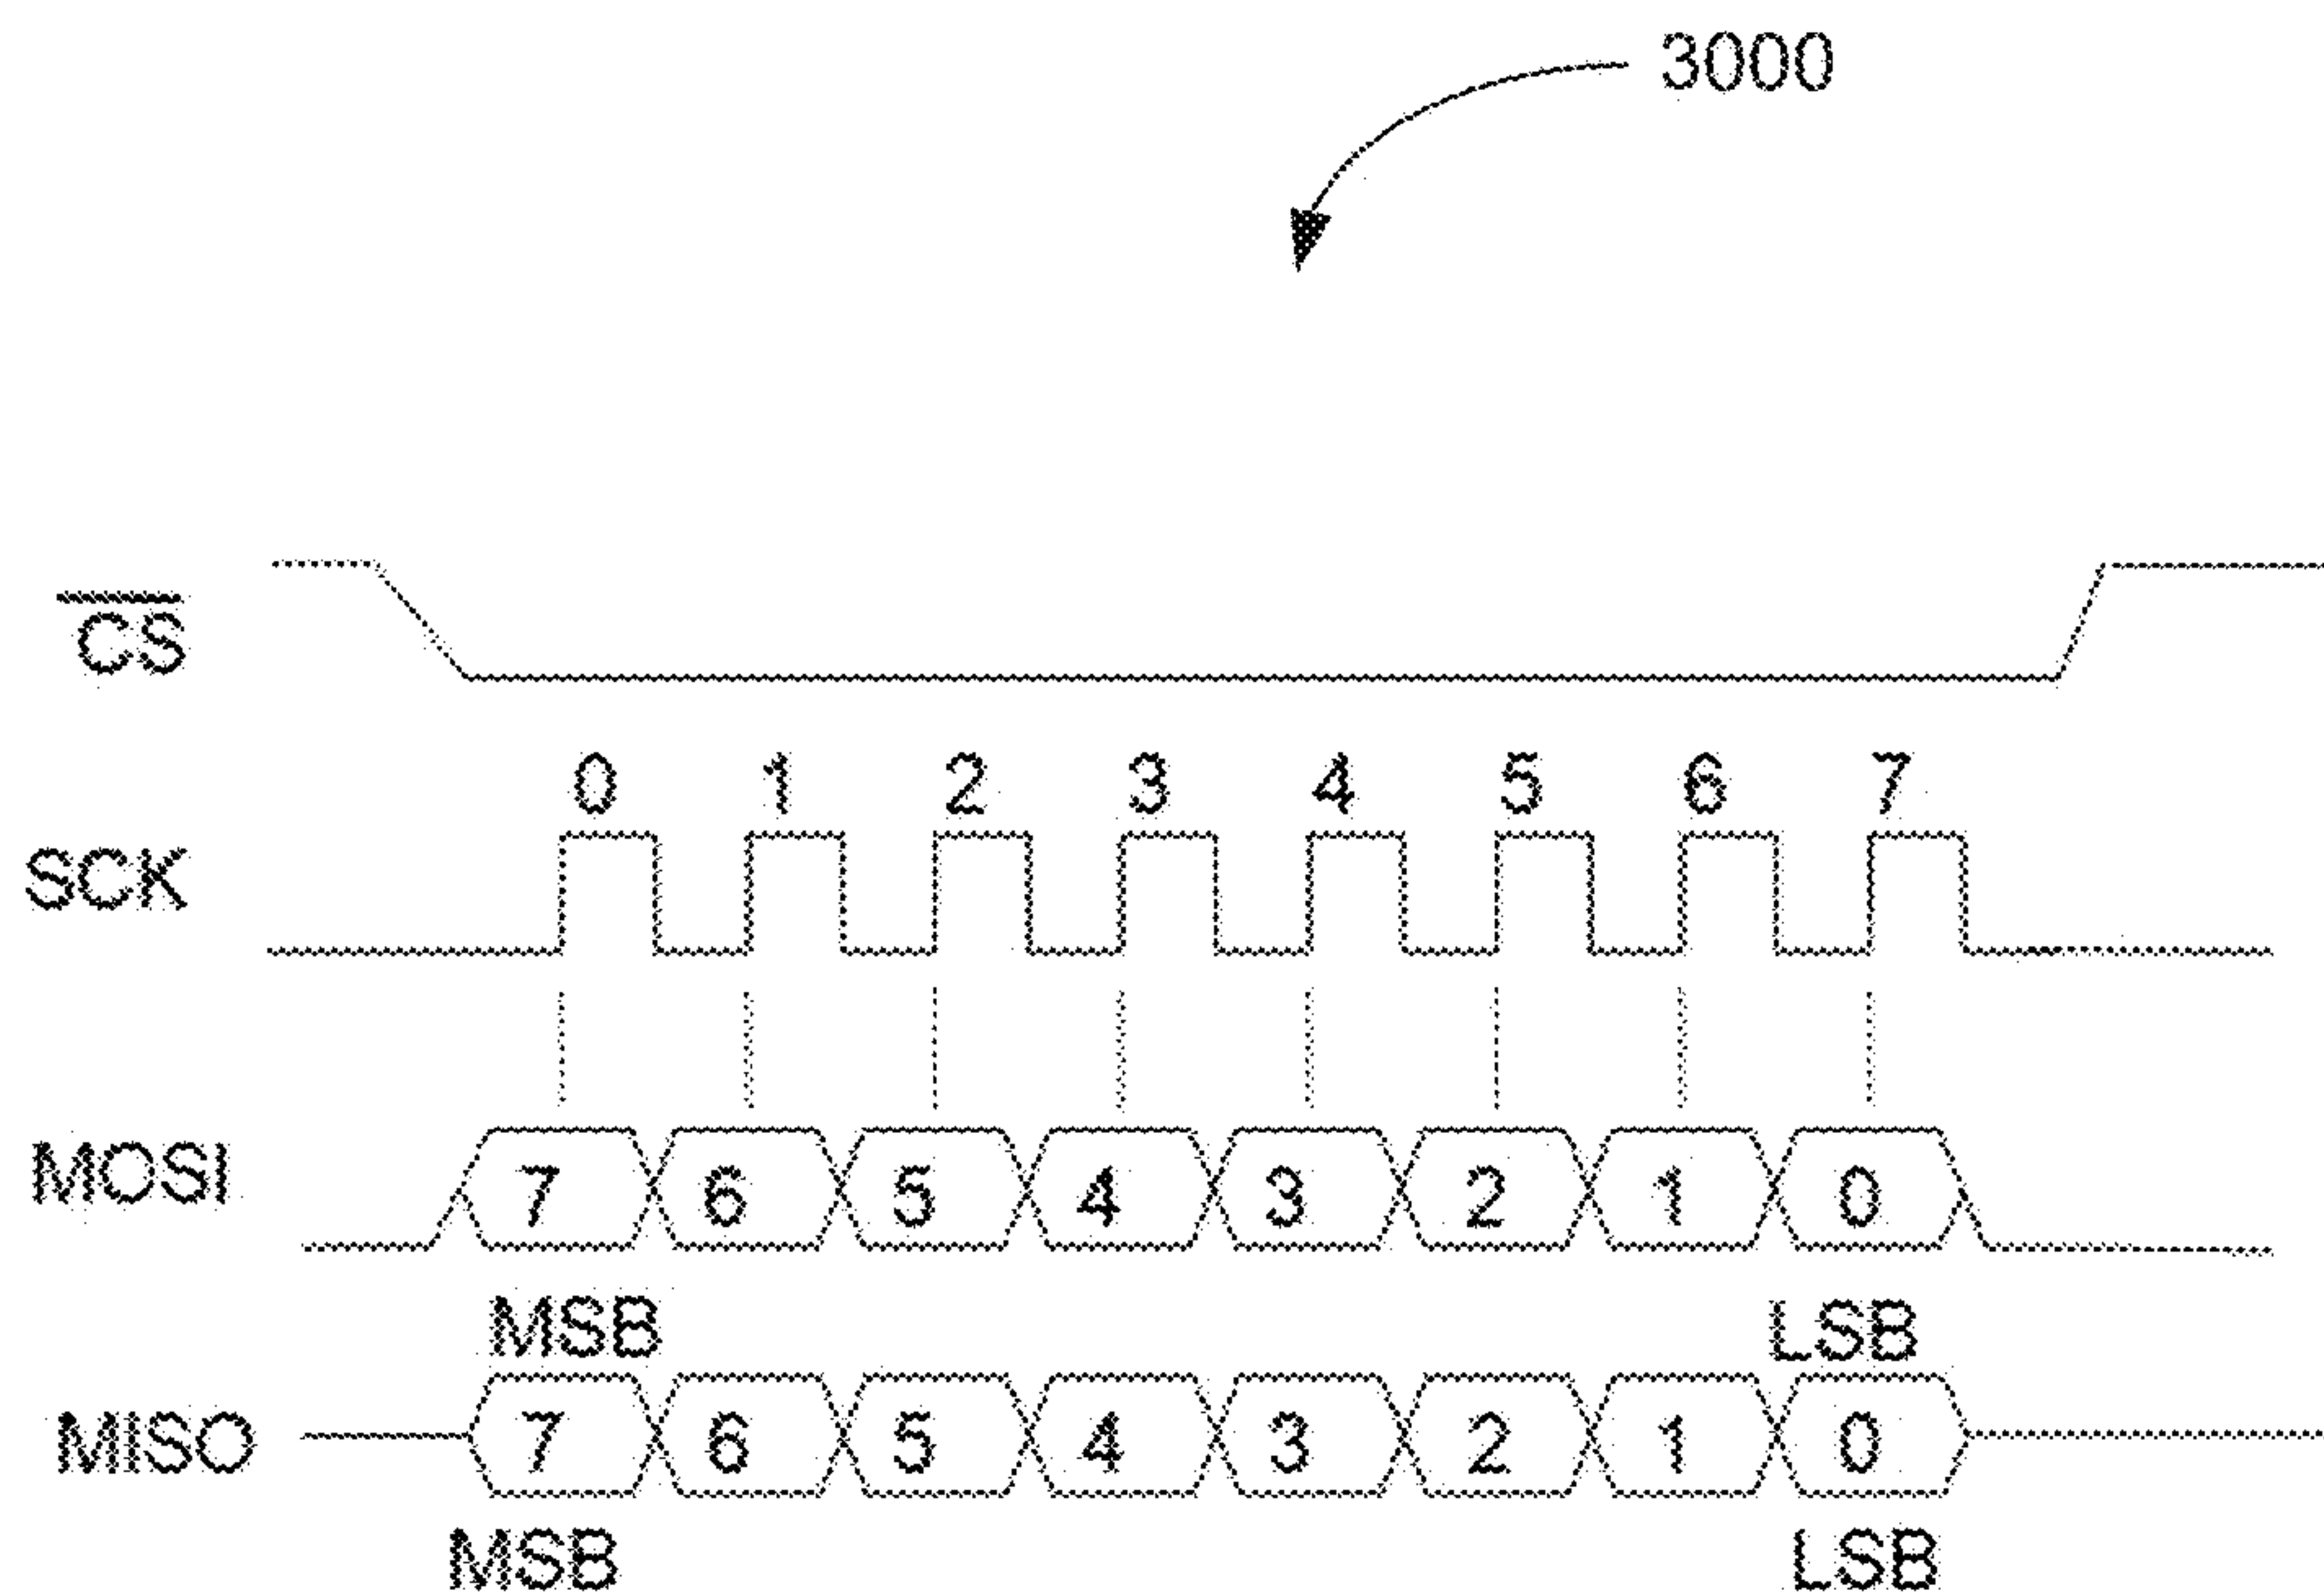 3000
C̅S̅
0 1 2 3 4 5 6 7
SCK
MOSI 7 6 5 4 3 2 1 0
MSB LSB
MISO 7 6 5 4 3 2 1 0
MSB LSB